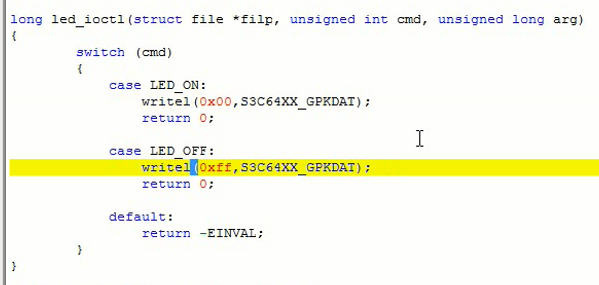 long led_ioctl(struct file *filp, unsigned int cmd, unsigned long arg)
{
switch (cmd)
{
case LED_ON:
writel(0x00,S3C64XX_GPKDAT);
return 0;
case LED_OFF:
writel(0xff,S3C64XX_GPKDAT);
return 0;
default:
return -EINVAL;
}
}